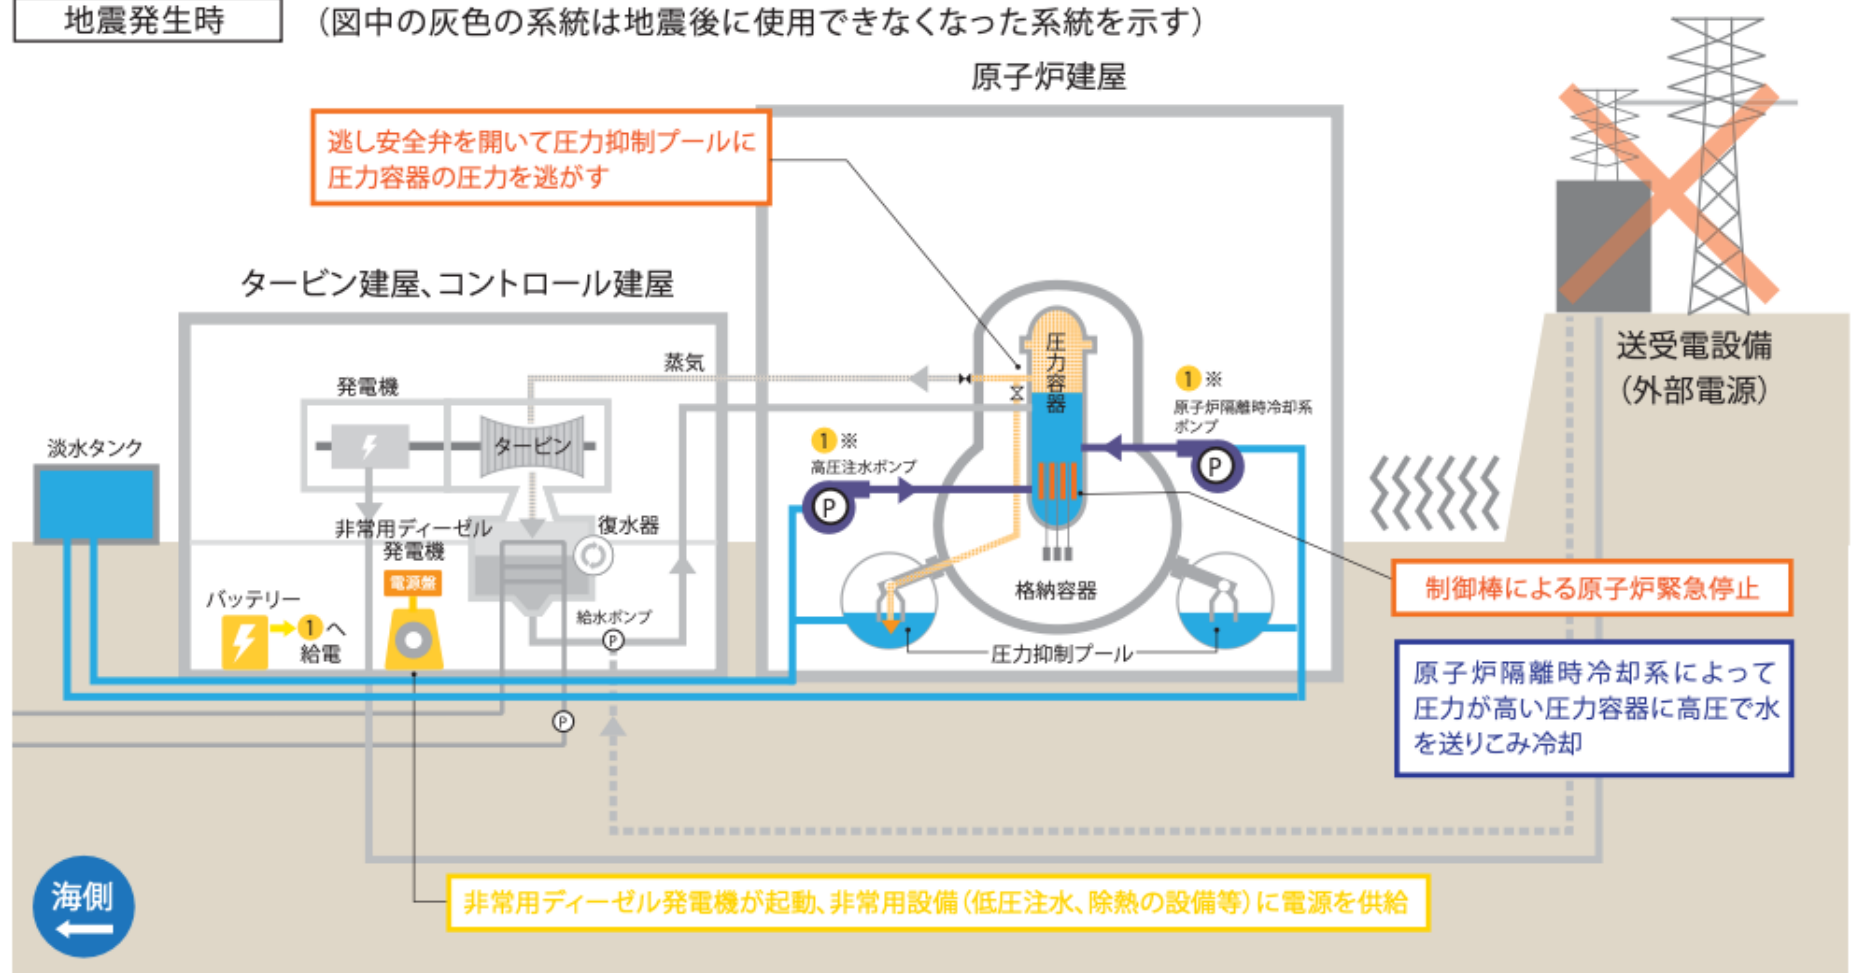 地震発生時
（図中の灰色の系統は地震後に使用できなくなった系統を示す）
原子炉建屋
逃し安全弁を開いて圧力抑制プールに
圧力容器の圧力を逃がす
タービン建屋、コントロール建屋
送受電設備
（外部電源）
蒸気
圧力容器
発電機
タービン
1※
原子炉隔離時冷却系
ポンプ
P
1※
高圧注水ポンプ
P
淡水タンク
非常用ディーゼル
発電機
電源盤
復水器
バッテリー
1へ
給電
給水ポンプ
P
格納容器
圧力抑制プール
制御棒による原子炉緊急停止
原子炉隔離時冷却系によって
圧力が高い圧力容器に高圧で水
を送りこみ冷却
P
海側
非常用ディーゼル発電機が起動、非常用設備（低圧注水、除熱の設備等）に電源を供給